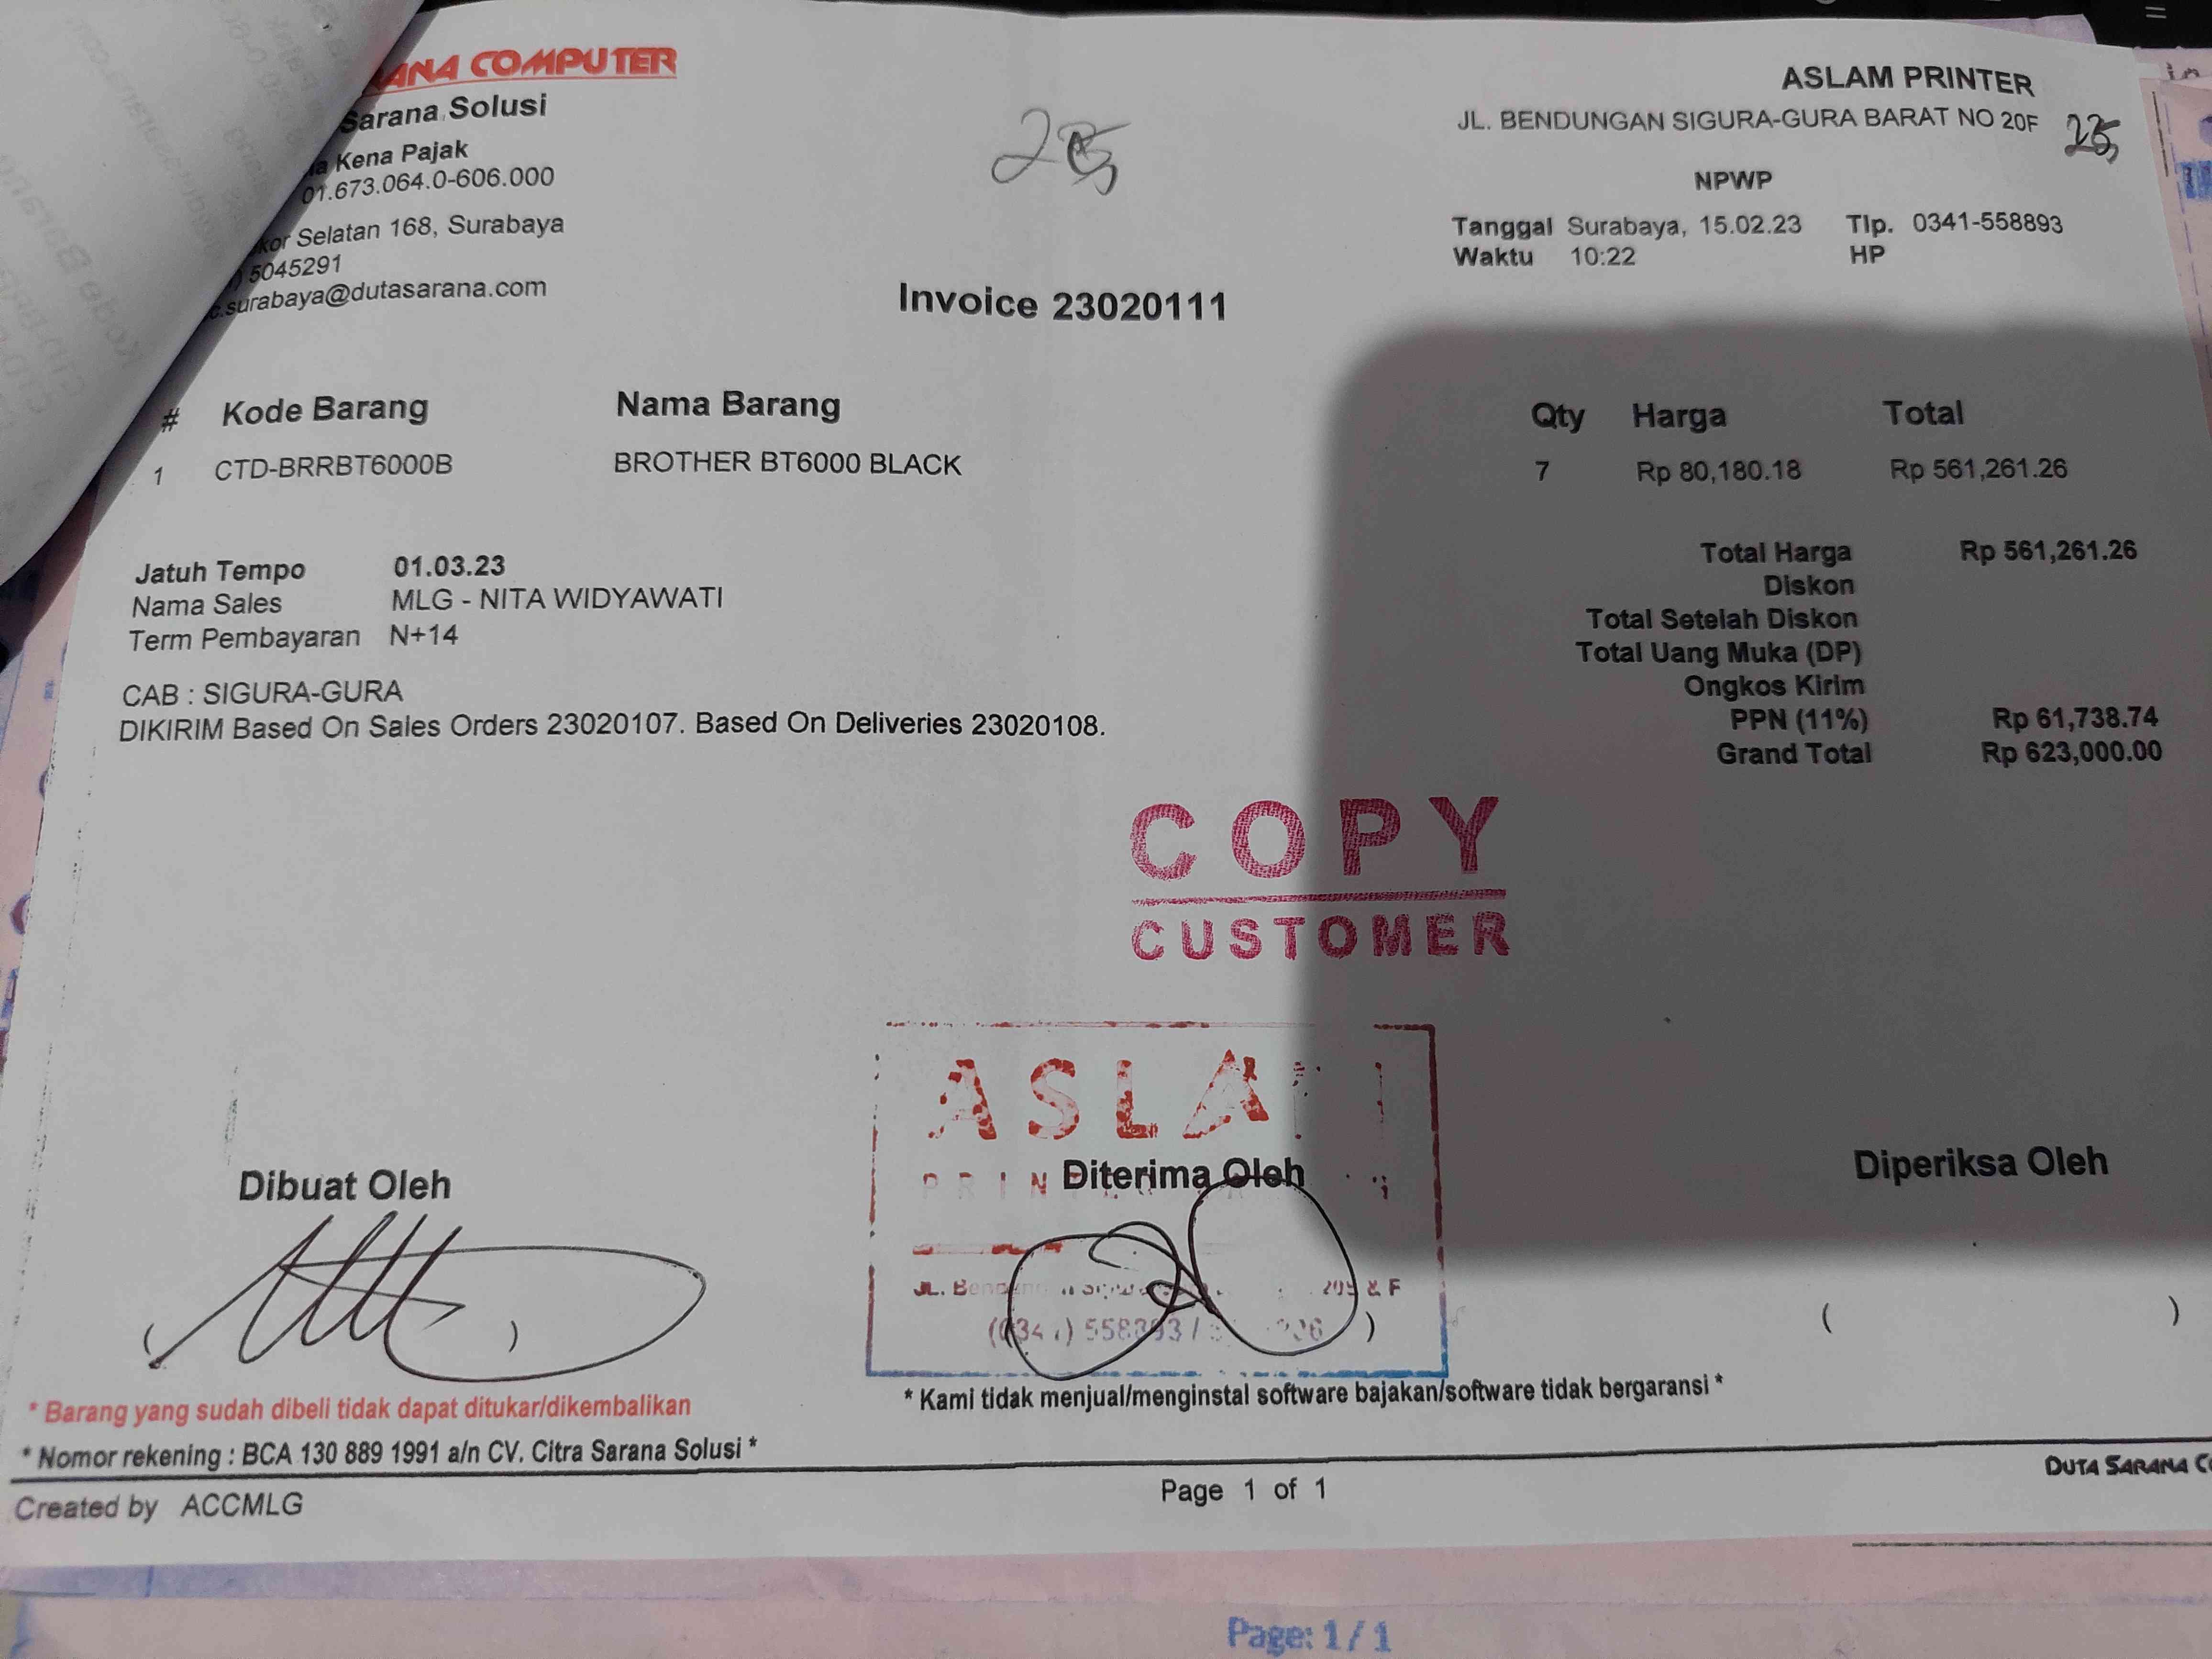 COMPUTER
Sarana Solusi
Kena Pajak
01.673.064.0-606.000
Selatan 168, Surabaya
5045291
surabaya@dutasarana.com
25
ASLAM PRINTER
JL. BENDUNGAN SIGURA-GURA BARAT NO 20F
25
NPWP
Tanggal Surabaya, 15.02.23 Tlp. 0341-558893
Waktu 10:22 HP
Invoice 23020111
# Kode Barang Nama Barang Qty Harga Total
1 CTD-BRRBT6000B BROTHER BT6000 BLACK 7 Rp 80,180.18 Rp 561,261.26
Jatuh Tempo 01.03.23
Nama Sales MLG - NITA WIDYAWATI
Term Pembayaran N+14
CAB : SIGURA-GURA
DIKIRIM Based On Sales Orders 23020107. Based On Deliveries 23020108.
Total Harga Rp 561,261.26
Diskon
Total Setelah Diskon
Total Uang Muka (DP)
Ongkos Kirim
PPN (11%) Rp 61,738.74
Grand Total Rp 623,000.00
COPY
CUSTOMER
Dibuat Oleh
Diterima Oleh
Diperiksa Oleh
( )
)
( )
* Barang yang sudah dibeli tidak dapat ditukar/dikembalikan
* Kami tidak menjual/menginstal software bajakan/software tidak bergaransi *
* Nomor rekening : BCA 130 889 1991 a/n CV. Citra Sarana Solusi *
DUTA SARANA
Created by ACCMLG
Page 1 of 1
Page: 1 / 1